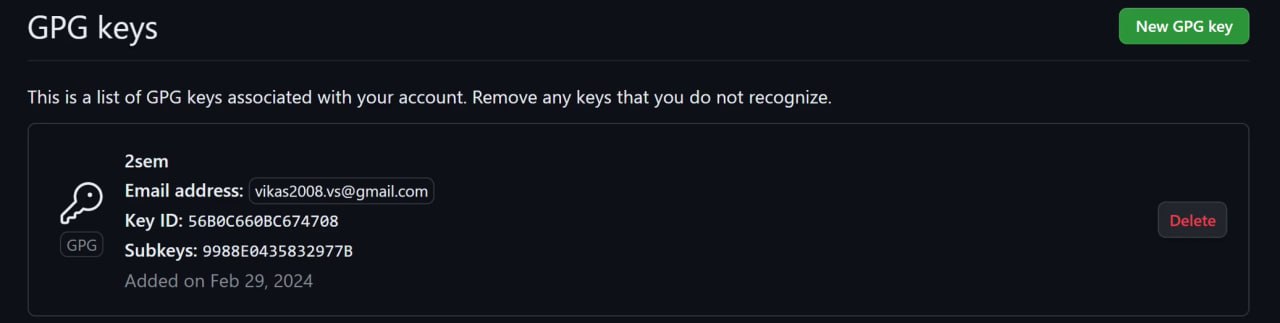 GPG keys
New GPG key
This is a list of GPG keys associated with your account. Remove any keys that you do not recognize.
2sem
Email address: vikas2008.vs@gmail.com
Key ID: 56B0C660BC674708
GPG
Subkeys: 9988E0435832977B
Delete
Added on Feb 29, 2024